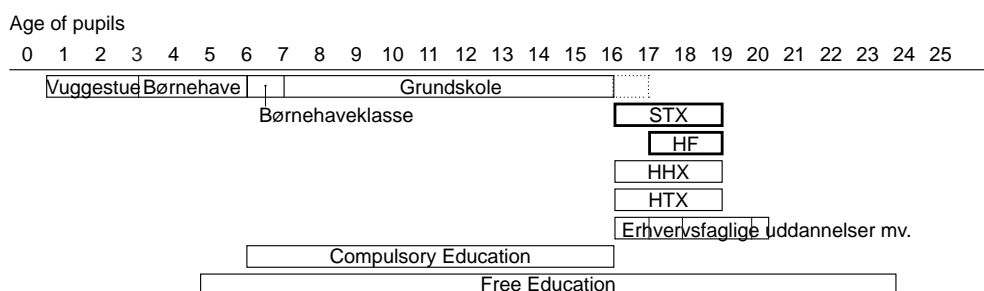 Age of pupils
0 1 2 3 4 5 6 7 8 9 10 11 12 13 14 15 16 17 18 19 20 21 22 23 24 25
Vuggestue Børnehave Grundskole
Børnehaveklasse
STX
HF
HHX
HTX
Erhvervsfaglige uddannelser mv.
Compulsory Education
Free Education